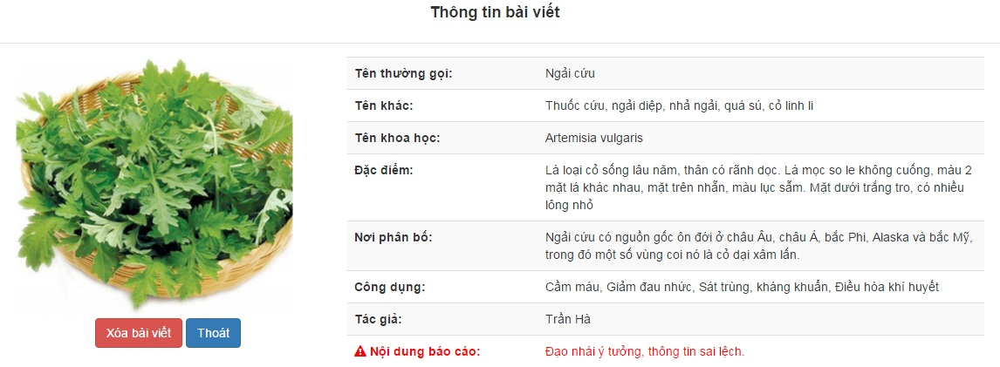 Thông tin bài viết
Tên thường gọi: Ngải cứu
Tên khác: Thuốc cứu, ngải diệp, nhả ngải, quá sú, cỏ linh li
Tên khoa học: Artemisia vulgaris
Đặc điểm: Là loại cỏ sống lâu năm, thân có rãnh dọc. Lá mọc so le không cuống, màu 2
mặt lá khác nhau, mặt trên nhẵn, màu lục sẫm. Mặt dưới trắng tro, có nhiều
lông nhỏ
Nơi phân bố: Ngải cứu có nguồn gốc ôn đới ở châu Âu, châu Á, bắc Phi, Alaska và bắc Mỹ,
trong đó một số vùng coi nó là cỏ dại xâm lấn.
Công dụng: Cầm máu, Giảm đau nhức, Sát trùng, kháng khuẩn, Điều hòa khí huyết
Tác giả: Trần Hà
Nội dung báo cáo: Đạo nhái ý tưởng, thông tin sai lệch.
Xóa bài viết Thoát